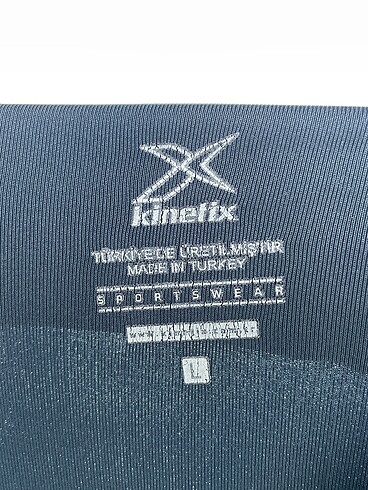 kinetix
TÜRKİYE'DE ÜRETİLMİŞTİR
MADE IN TURKEY
SPORTSWEAR
L